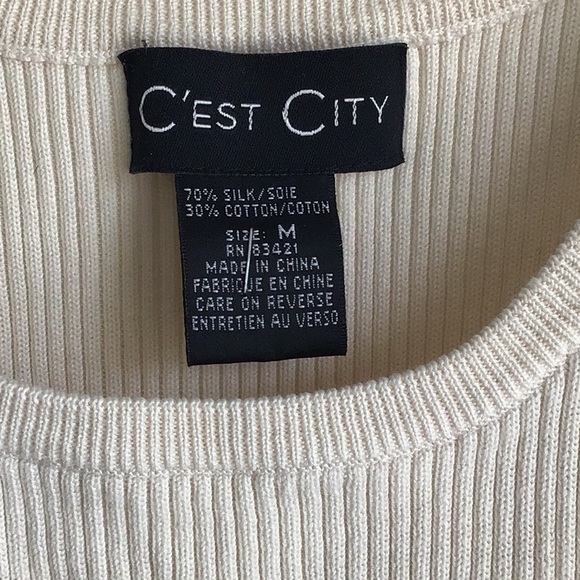 C'EST CITY
70% SILK/SOIE
30% COTTON/COTON
SIZE: M
RN 83421
MADE IN CHINA
FABRIQUE EN CHINE
CARE ON REVERSE
ENTRETIEN AU VERSO